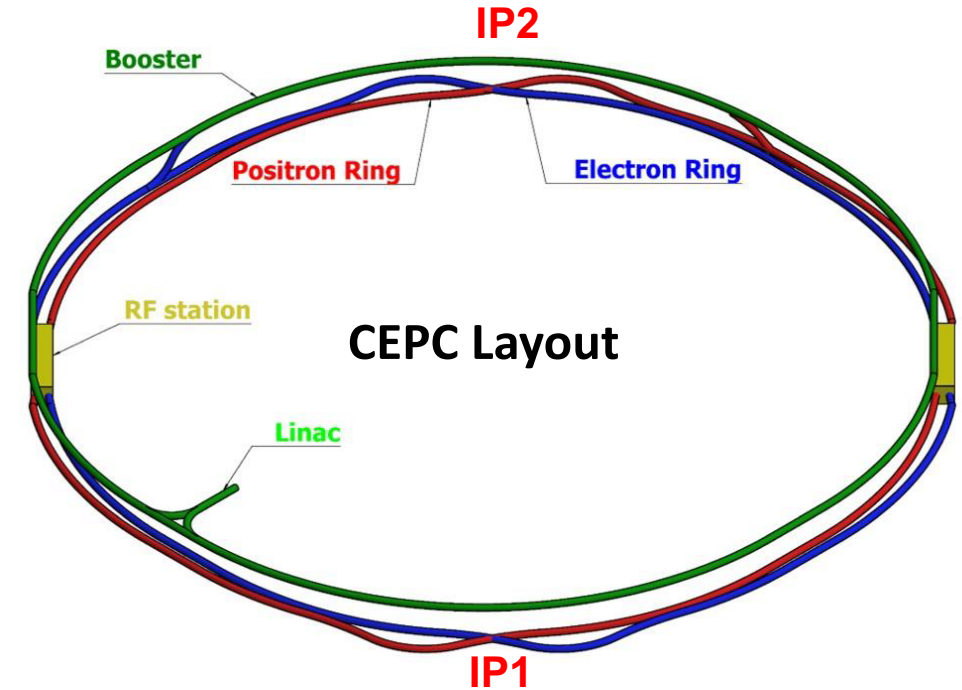 IP2
Booster
Positron Ring
Electron Ring
RF station
CEPC Layout
Linac
IP1